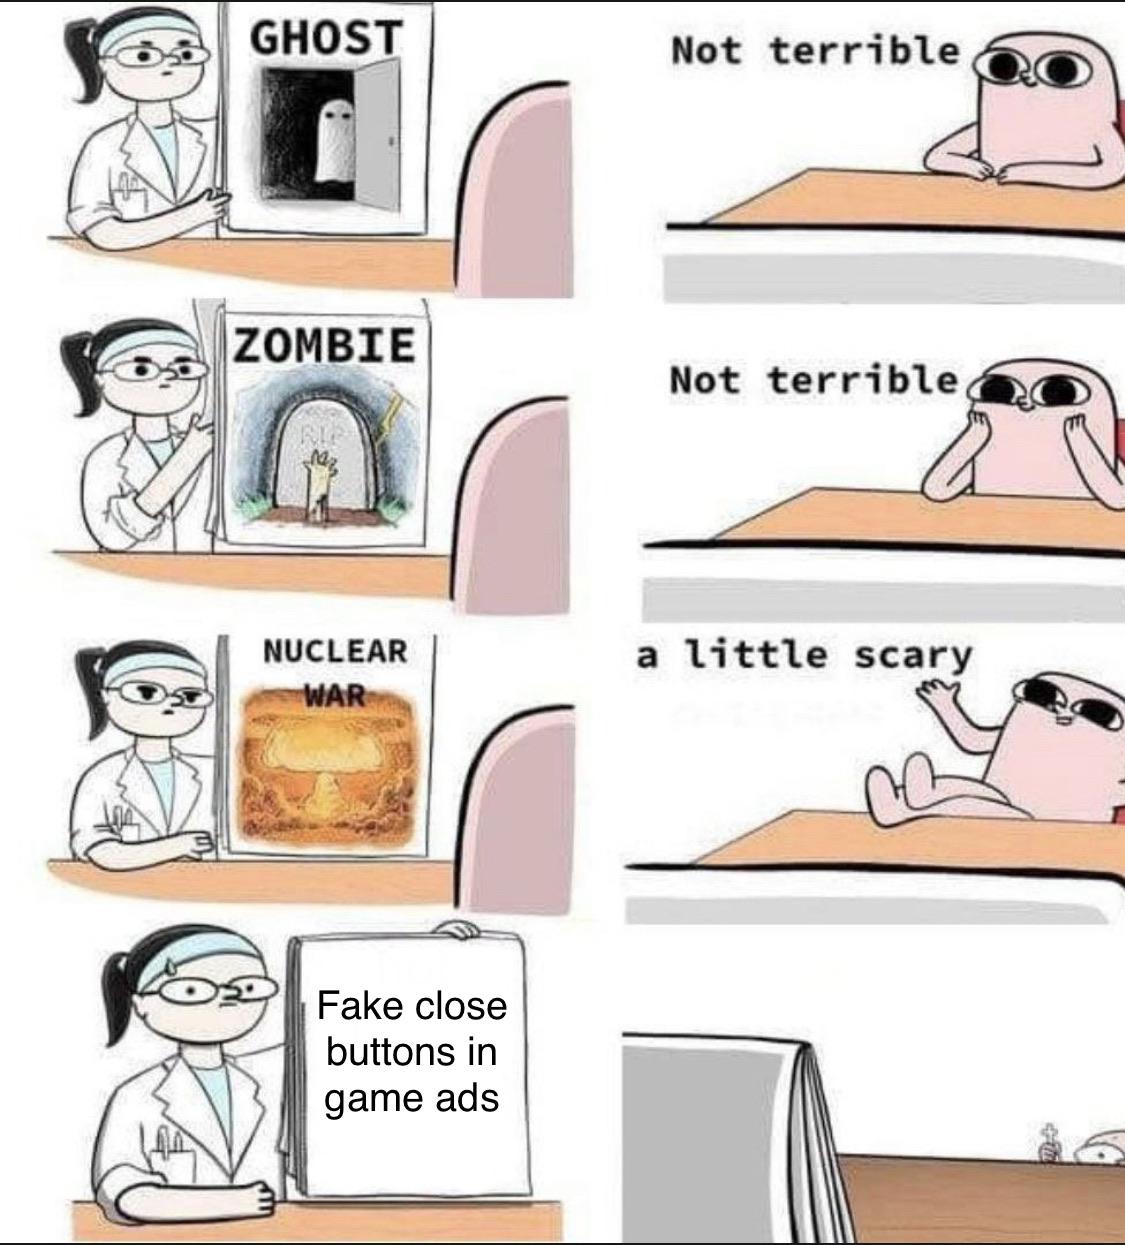 GHOST
Not terrible
ZOMBIE
RIP
Not terrible
NUCLEAR
WAR
a little scary
Fake close
buttons in
game ads